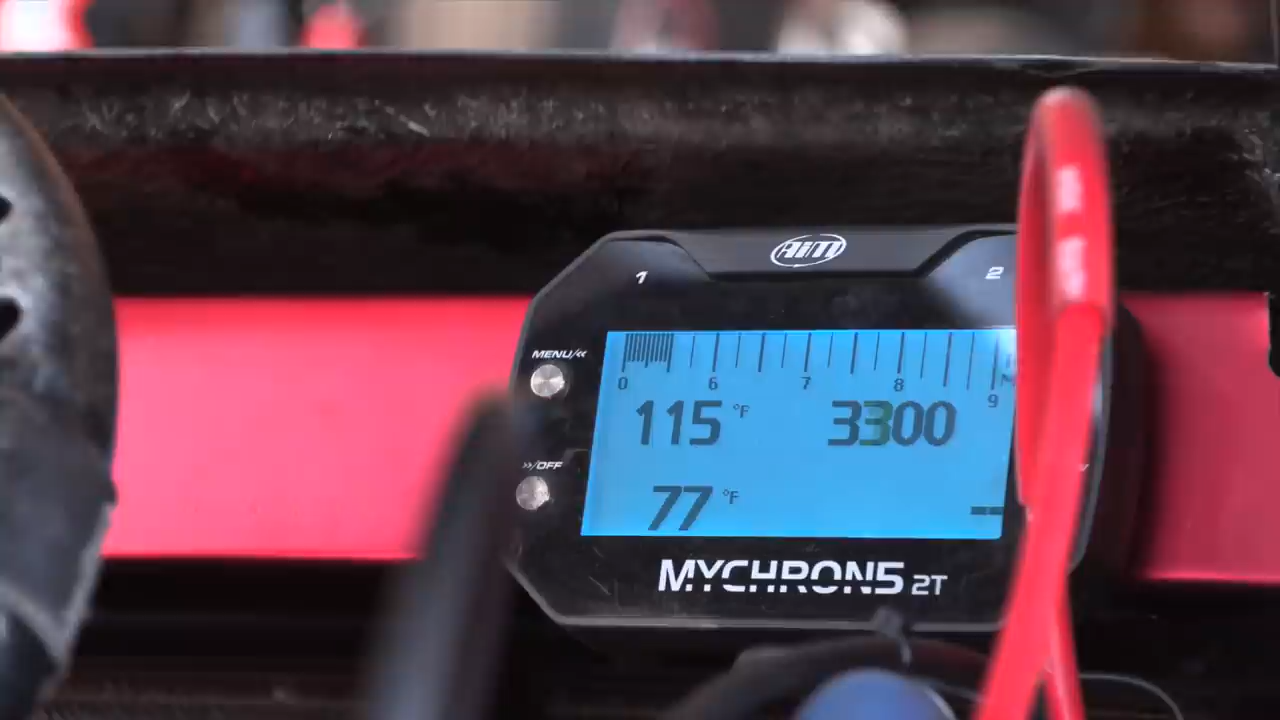 AiM
1 2
MENU/«
0 6 7 8 9
115 °F 3300
»/OFF
77 °F --
MYCHRON5 2T